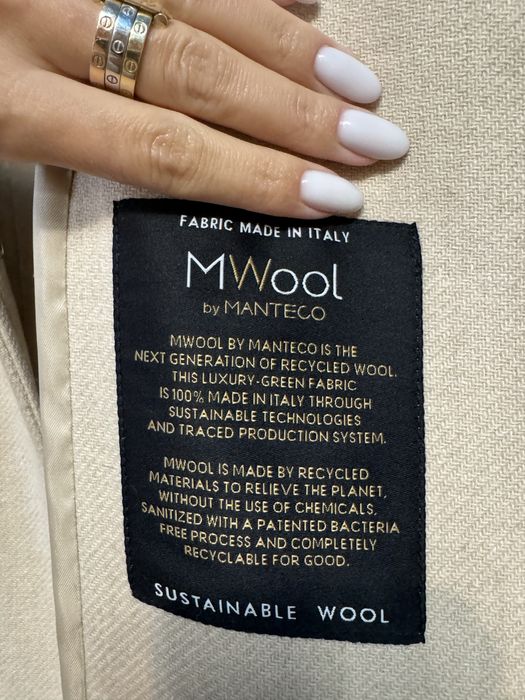 FABRIC MADE IN ITALY
MWool
by MANTECO
MWOOL BY MANTECO IS THE
NEXT GENERATION OF RECYCLED WOOL.
THIS LUXURY-GREEN FABRIC
IS 100% MADE IN ITALY THROUGH
SUSTAINABLE TECHNOLOGIES
AND TRACED PRODUCTION SYSTEM.
MWOOL IS MADE BY RECYCLED
MATERIALS TO RELIEVE THE PLANET,
WITHOUT THE USE OF CHEMICALS,
SANITIZED WITH A PATENTED BACTERIA
FREE PROCESS AND COMPLETELY
RECYCLABLE FOR GOOD.
SUSTAINABLE WOOL